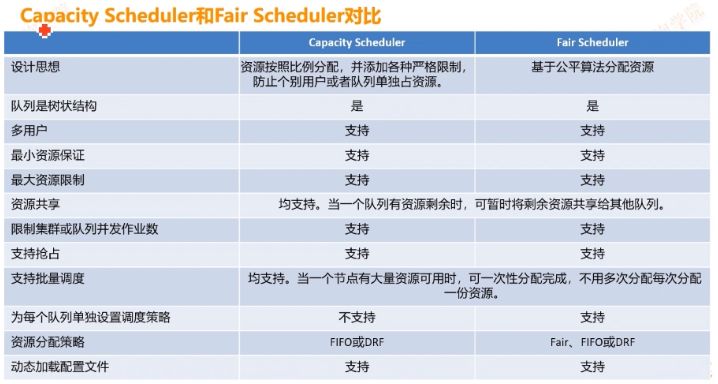 Capacity Scheduler和Fair Scheduler对比
Capacity Scheduler Fair Scheduler
设计思想 资源按照比例分配，并添加各种严格限制， 基于公平算法分配资源
防止个别用户或者队列单独占资源。
队列是树状结构 是 是
多用户 支持 支持
最小资源保证 支持 支持
最大资源限制 支持 支持
资源共享 均支持。当一个队列有资源剩余时，可暂时将剩余资源共享给其他队列。
限制集群或队列并发作业数 支持 支持
支持抢占 支持 支持
支持批量调度 均支持。当一个节点有大量资源可用时，可一次性分配完成，不用多次分配每次分配
一份资源。
为每个队列单独设置调度策略 不支持 支持
资源分配策略 FIFO或DRF Fair、FIFO或DRF
动态加载配置文件 支持 支持